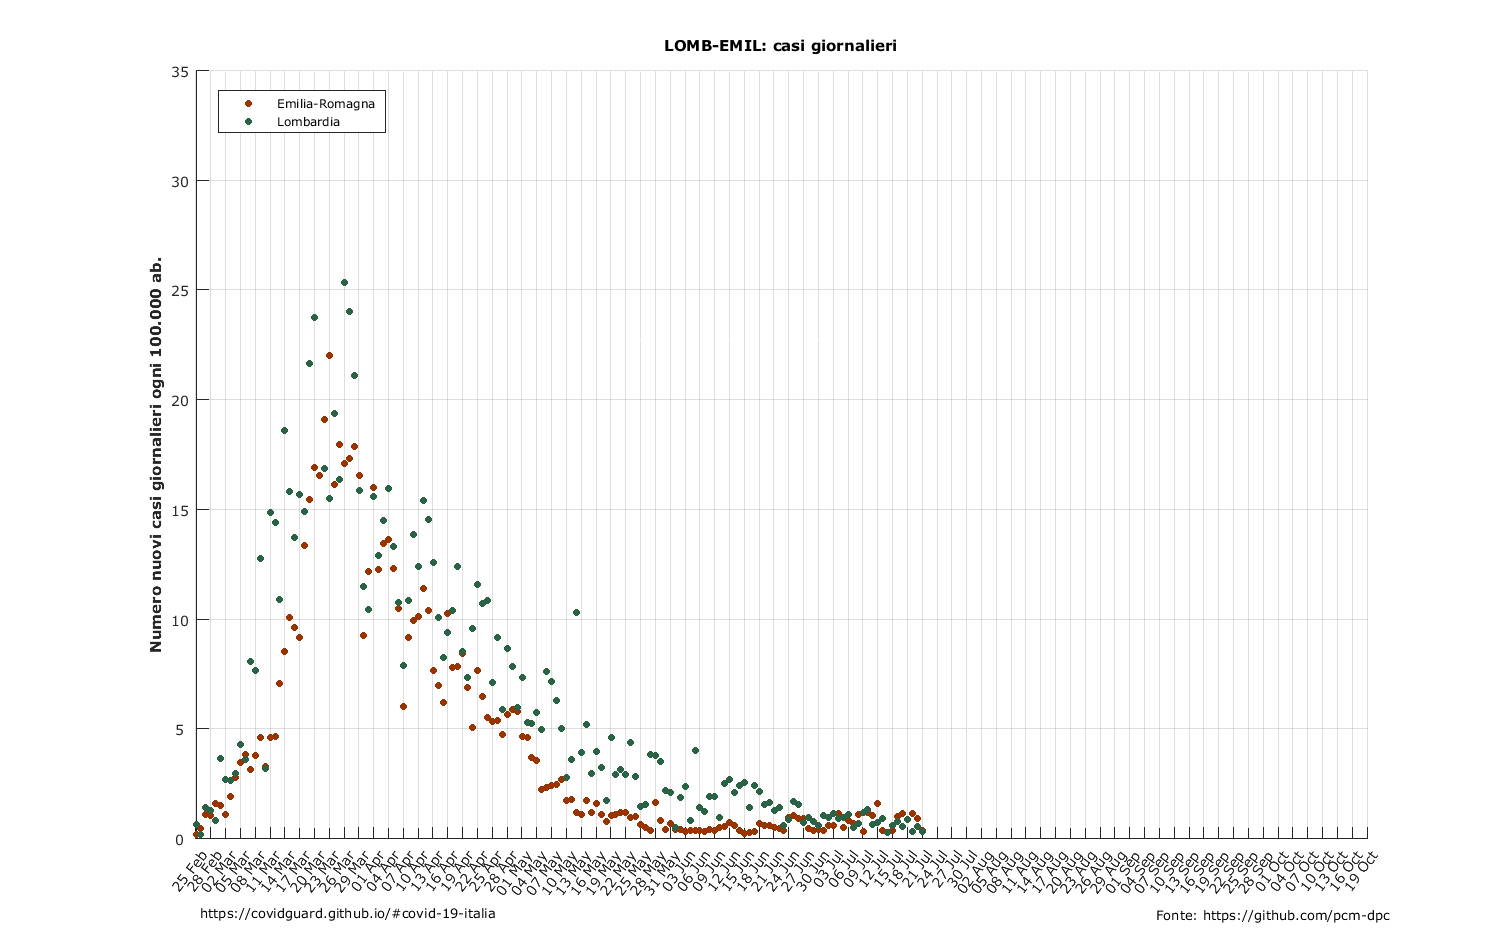 LOMB-EMIL: casi giornalieri
Emilia-Romagna
Lombardia
Numero nuovi casi giornalieri ogni 100.000 ab.
35
30
25
20
15
10
5
0
25 Feb
28 Feb
02 Mar
05 Mar
08 Mar
11 Mar
14 Mar
17 Mar
20 Mar
23 Mar
26 Mar
29 Mar
01 Apr
04 Apr
07 Apr
10 Apr
13 Apr
16 Apr
19 Apr
22 Apr
25 Apr
28 Apr
01 May
04 May
07 May
10 May
13 May
16 May
19 May
22 May
25 May
28 May
31 May
03 Jun
06 Jun
09 Jun
12 Jun
15 Jun
18 Jun
21 Jun
24 Jun
27 Jun
30 Jun
03 Jul
06 Jul
09 Jul
12 Jul
15 Jul
18 Jul
21 Jul
24 Jul
27 Jul
30 Jul
02 Aug
05 Aug
08 Aug
11 Aug
14 Aug
17 Aug
20 Aug
23 Aug
26 Aug
29 Aug
01 Sep
04 Sep
07 Sep
10 Sep
13 Sep
16 Sep
19 Sep
22 Sep
25 Sep
28 Sep
01 Oct
04 Oct
07 Oct
10 Oct
13 Oct
16 Oct
19 Oct
https://covidguard.github.io/#covid-19-italia
Fonte: https://github.com/pcm-dpc